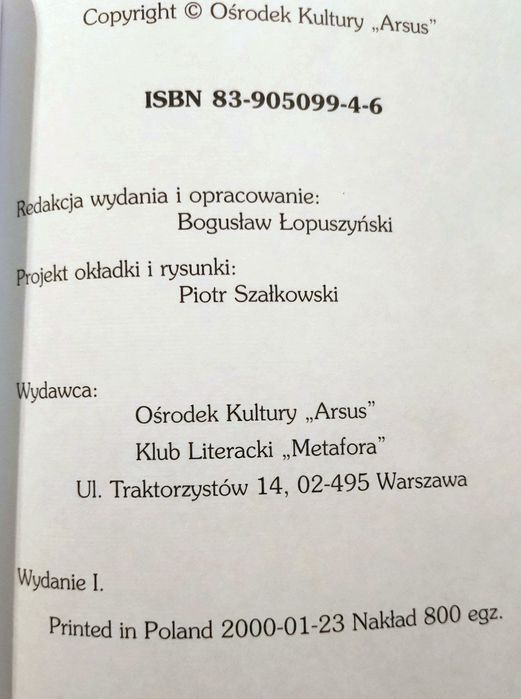 Copyright © Ośrodek Kultury „Arsus”
ISBN 83-905099-4-6
Redakcja wydania i opracowanie:
Bogusław Łopuszyński
Projekt okładki i rysunki:
Piotr Szałkowski
Wydawca:
Ośrodek Kultury „Arsus”
Klub Literacki „Metafora”
Ul. Traktorzystów 14, 02-495 Warszawa
Wydanie I.
Printed in Poland 2000-01-23 Nakład 800 egz.